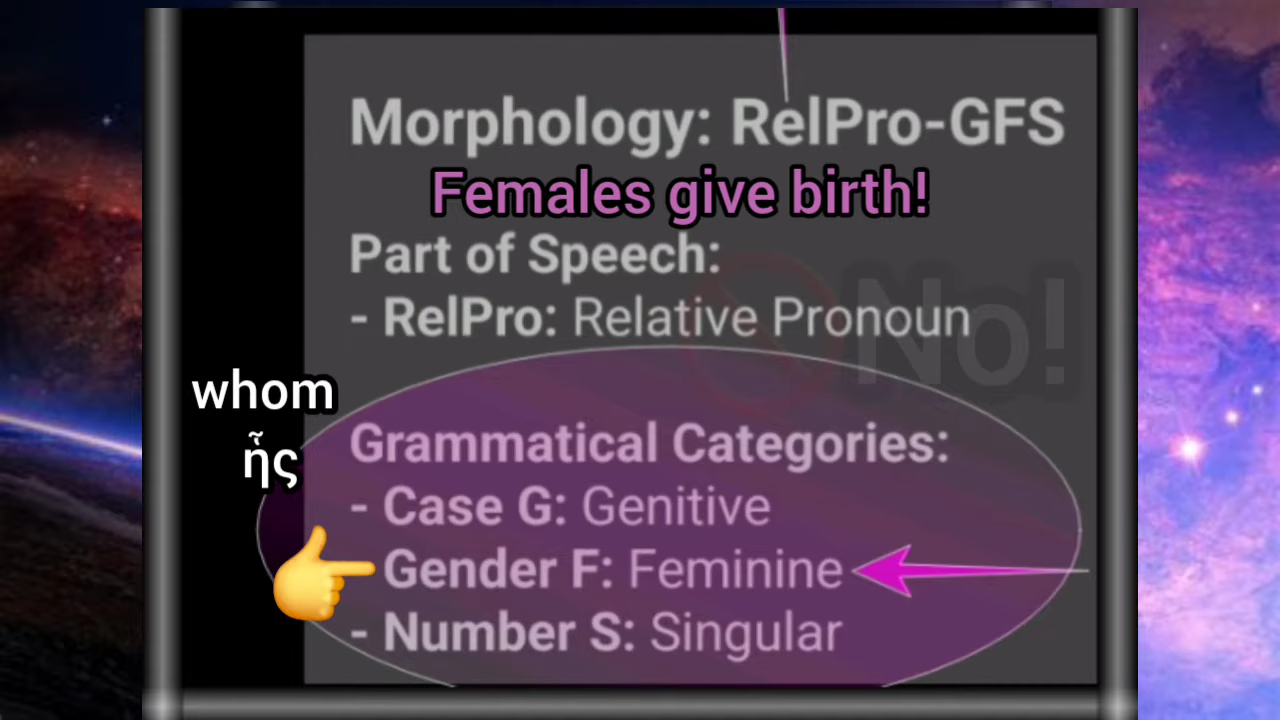 Morphology: RelPro-GFS
Females give birth!
Part of Speech:
- RelPro: Relative Pronoun
No!
whom
ἧς
Grammatical Categories:
- Case G: Genitive
- Gender F: Feminine
- Number S: Singular